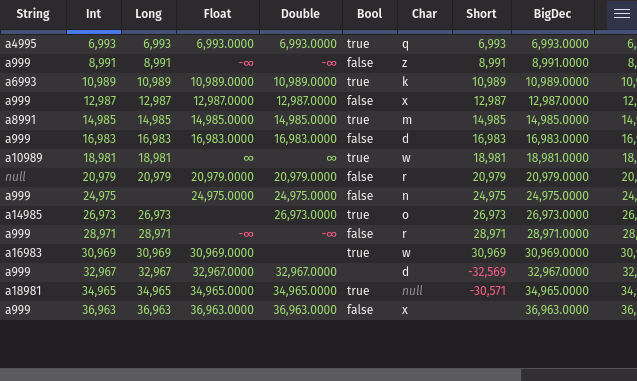 String Int Long Float Double Bool Char Short BigDec
a4995 6,993 6,993 6,993.0000 6,993.0000 true q 6,993 6,993.0000 6,
a999 8,991 8,991 -∞ -∞ false z 8,991 8,991.0000 8,
a6993 10,989 10,989 10,989.0000 10,989.0000 true k 10,989 10,989.0000 10,
a999 12,987 12,987 12,987.0000 12,987.0000 false x 12,987 12,987.0000 12,
a8991 14,985 14,985 14,985.0000 14,985.0000 true m 14,985 14,985.0000 14,
a999 16,983 16,983 16,983.0000 16,983.0000 false d 16,983 16,983.0000 16,
a10989 18,981 18,981 ∞ ∞ true w 18,981 18,981.0000 18,
null 20,979 20,979 20,979.0000 20,979.0000 false r 20,979 20,979.0000 20,
a999 24,975 24,975.0000 24,975.0000 false n 24,975 24,975.0000 24,
a14985 26,973 26,973 26,973.0000 true o 26,973 26,973.0000 26,
a999 28,971 28,971 -∞ -∞ false r 28,971 28,971.0000 28,
a16983 30,969 30,969 30,969.0000 true w 30,969 30,969.0000 30,
a999 32,967 32,967 32,967.0000 32,967.0000 d -32,569 32,967.0000 32,
a18981 34,965 34,965 34,965.0000 34,965.0000 true null -30,571 34,965.0000 34,
a999 36,963 36,963 36,963.0000 36,963.0000 false x 36,963.0000 36,